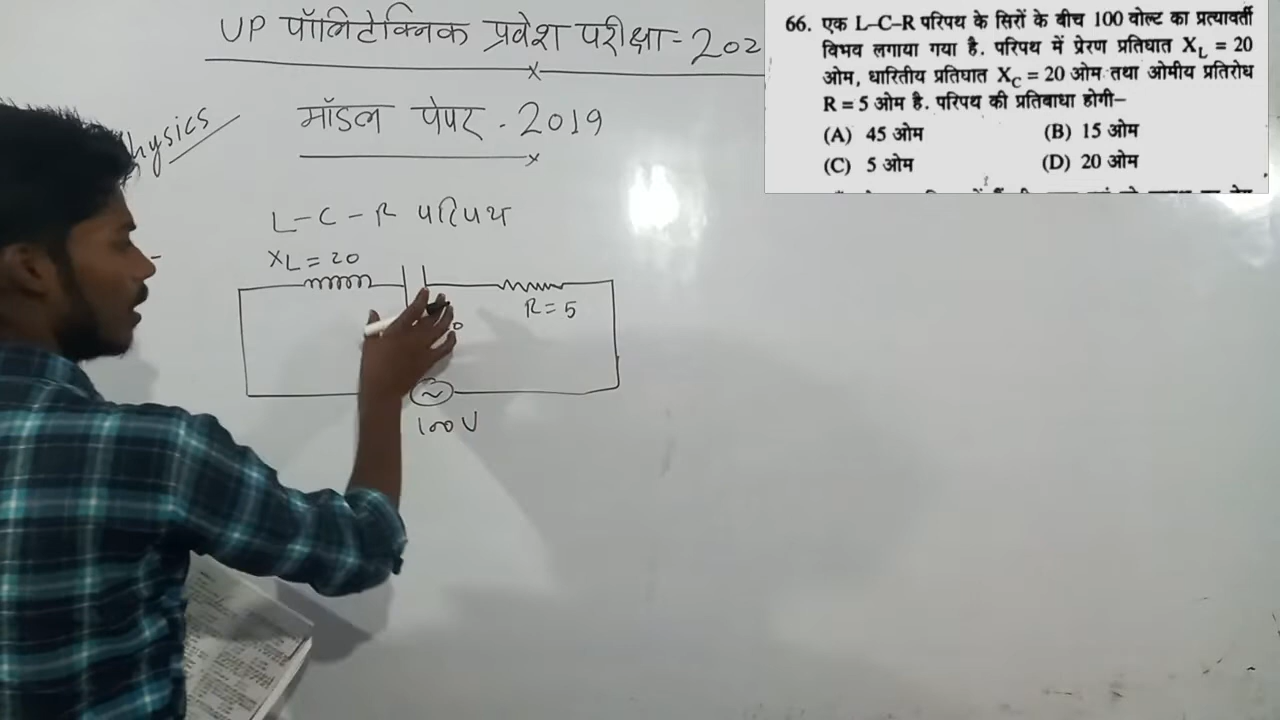 UP पॉलिटेक्निक प्रवेश परीक्षा-202
मॉडल पेपर - 2019
Physics
L-C-R परिपथ
XL = 20
R = 5
100V
66. एक L–C–R परिपथ के सिरों के बीच 100 वोल्ट का प्रत्यावर्ती
विभव लगाया गया है. परिपथ में प्रेरण प्रतिघात XL = 20
ओम, धारितीय प्रतिघात XC = 20 ओम तथा ओमीय प्रतिरोध
R = 5 ओम है. परिपथ की प्रतिबाधा होगी–
(A) 45 ओम (B) 15 ओम
(C) 5 ओम (D) 20 ओम